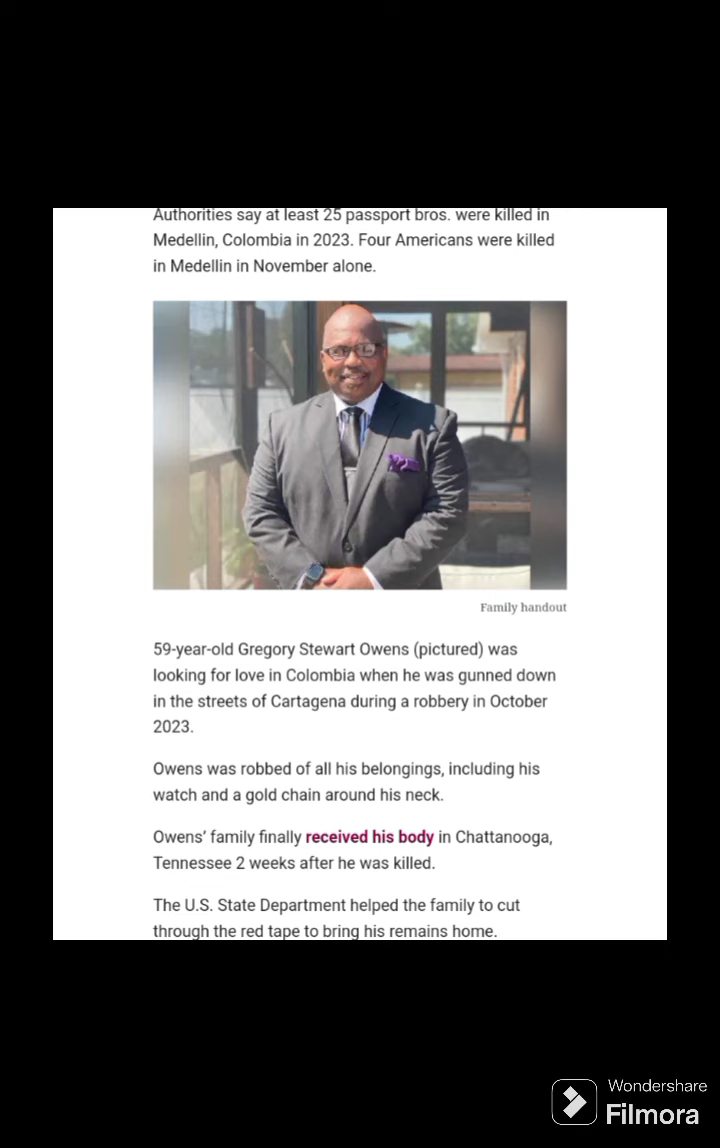 Authorities say at least 25 passport bros. were killed in
Medellin, Colombia in 2023. Four Americans were killed
in Medellin in November alone.
Family handout
59-year-old Gregory Stewart Owens (pictured) was
looking for love in Colombia when he was gunned down
in the streets of Cartagena during a robbery in October
2023.
Owens was robbed of all his belongings, including his
watch and a gold chain around his neck.
Owens’ family finally received his body in Chattanooga,
Tennessee 2 weeks after he was killed.
The U.S. State Department helped the family to cut
through the red tape to bring his remains home.
Wondershare
Filmora